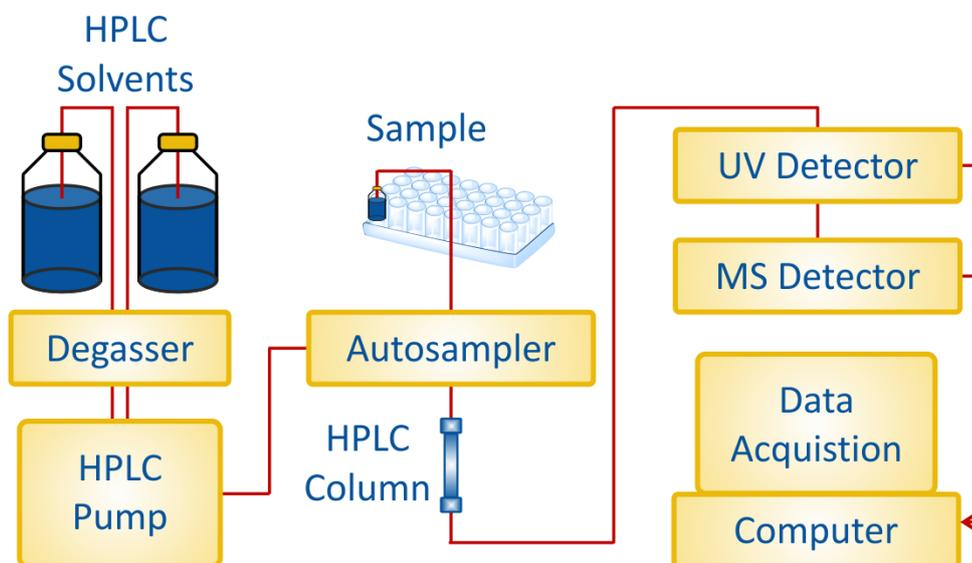 HPLC
Solvents
Sample
UV Detector
MS Detector
Degasser
Autosampler
Data
Acquistion
HPLC
Column
HPLC
Pump
Computer